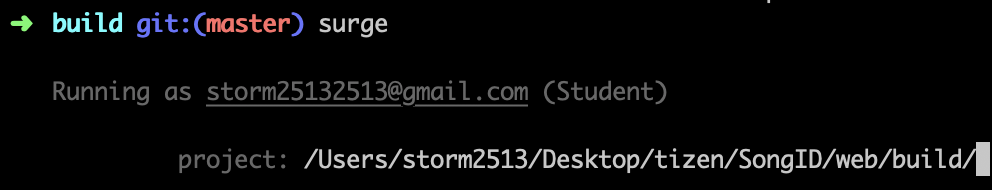 ➜ build git:(master) surge
Running as storm25132513@gmail.com (Student)
project: /Users/storm2513/Desktop/tizen/SongID/web/build/